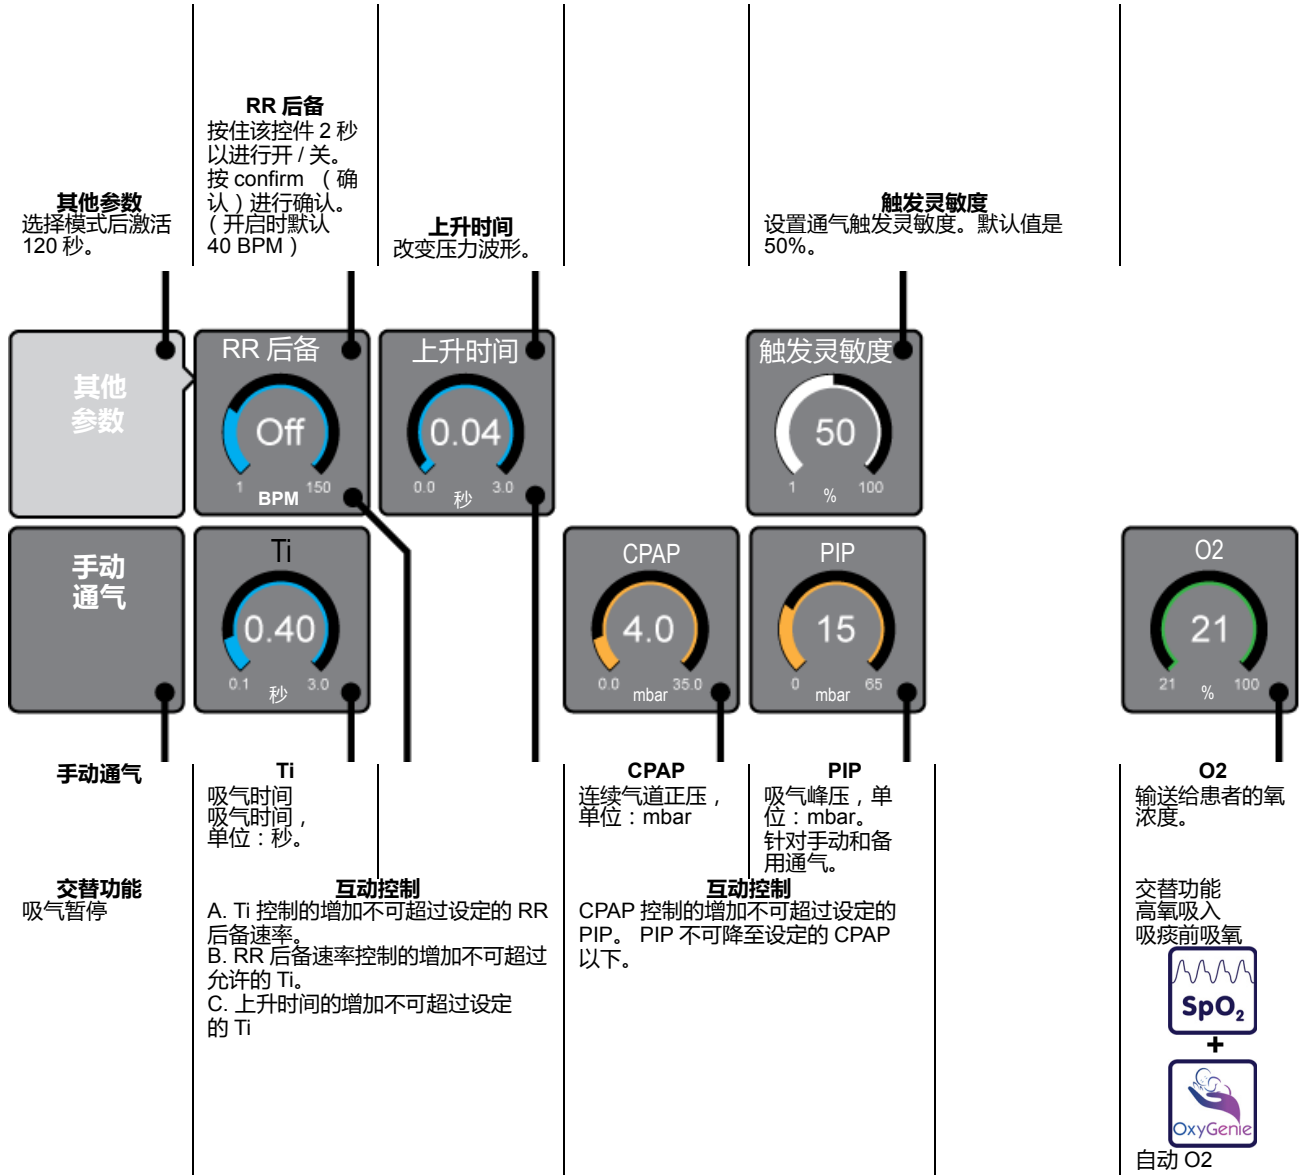 RR 后备
按住该控件 2 秒
以进行开 / 关。
按 confirm （确
认）进行确认。
（开启时默认
40 BPM）
其他参数
选择模式后激活
120 秒。
上升时间
改变压力波形。
触发灵敏度
设置通气触发灵敏度。默认值是
50%。
其他
参数
RR 后备
Off
1 150
BPM
上升时间
0.04
0.0 3.0
秒
触发灵敏度
50
1 100
%
手动
通气
Ti
0.40
0.1 3.0
秒
CPAP
4.0
0.0 35.0
mbar
PIP
15
0 65
mbar
O2
21
21 100
%
手动通气
Ti
吸气时间
吸气时间，
单位：秒。
CPAP
连续气道正压，
单位：mbar
PIP
吸气峰压，单
位：mbar。
针对手动和备
用通气。
O2
输送给患者的氧
浓度。
交替功能
吸气暂停
互动控制
A. Ti 控制的增加不可超过设定的 RR
后备速率。
B. RR 后备速率控制的增加不可超过
允许的 Ti。
C. 上升时间的增加不可超过设定
的 Ti
互动控制
CPAP 控制的增加不可超过设定的
PIP。 PIP 不可降至设定的 CPAP
以下。
交替功能
高氧吸入
吸痰前吸氧
SpO₂
+
OxyGenie
自动 O2